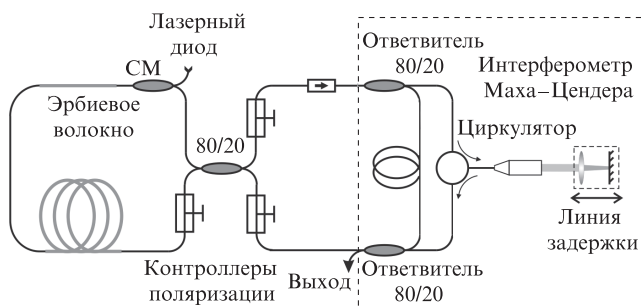 Лазерный
диод
СМ
Эрбиевое
волокно
80/20
Контроллеры
поляризации
Ответвитель
80/20
Интерферометр
Маха–Цендера
Циркулятор
Линия
задержки
Выход
Ответвитель
80/20